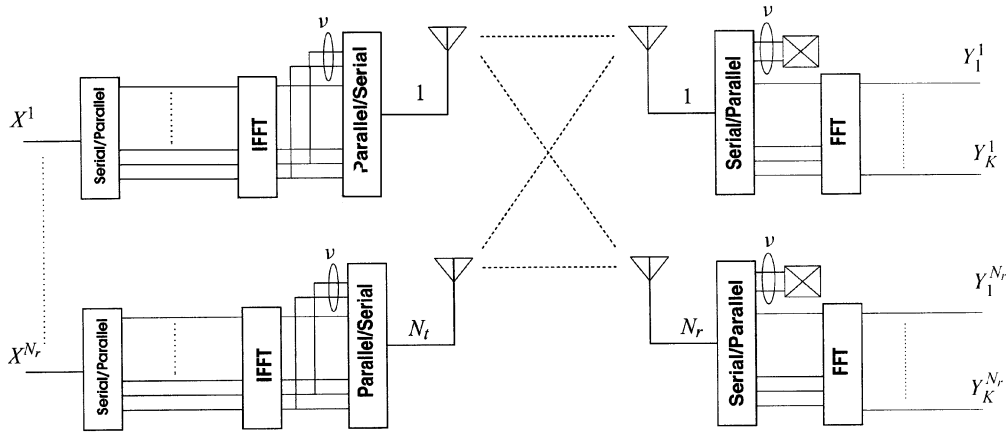 X^1
Serial/Parallel
IFFT
ν
Parallel/Serial
1
1
Serial/Parallel
ν
FFT
Y_1^1
Y_K^1
X^{N_r}
Serial/Parallel
IFFT
ν
Parallel/Serial
N_t
N_r
Serial/Parallel
ν
FFT
Y_1^{N_r}
Y_K^{N_r}